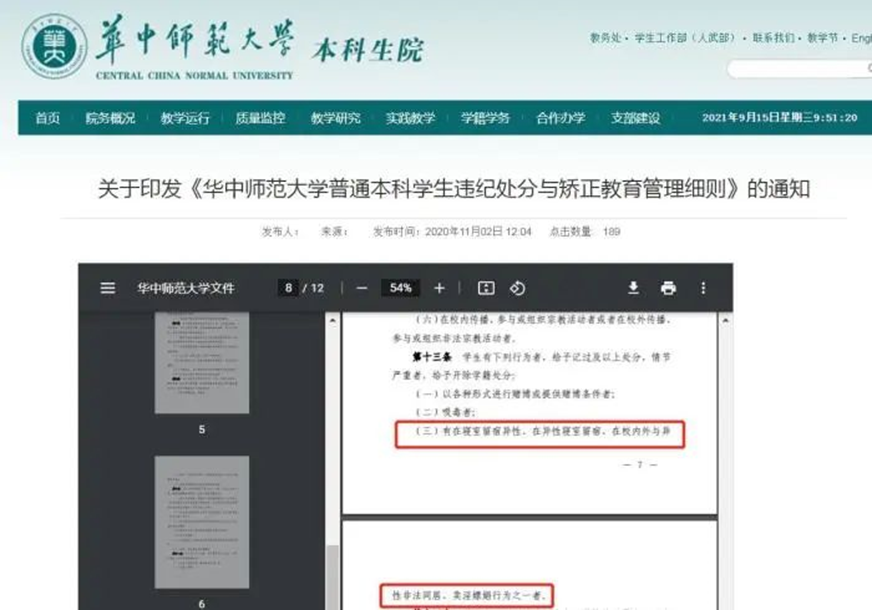 華中師範大學 本科生院
CENTRAL CHINA NORMAL UNIVERSITY
教务处 · 学生工作部（人武部） · 联系我们 · 教学节 · Engl
首页 院务概况 教学运行 质量监控 教学研究 实践教学 学籍学务 合作办学 支部建设 2021年9月15日星期三9:51:20
关于印发《华中师范大学普通本科学生违纪处分与矫正教育管理细则》的通知
发布人： 来源： 发布时间：2020年11月02日 12:04 点击数量 189
华中师范大学文件 8 / 12 54%
5
6
（六）在校内传播、参与或组织宗教活动者或者在校外传播、
参与或组织非法宗教活动者。
第十三条 学生有下列行为者，给予记过及以上处分，情节
严重者，给予开除学籍处分：
（一）以各种形式进行赌博或提供赌博条件者；
（二）吸毒者；
（三）有在寝室留宿异性、在异性寝室留宿、在校内外与异
— 7 —
性非法同居、卖淫嫖娼行为之一者。